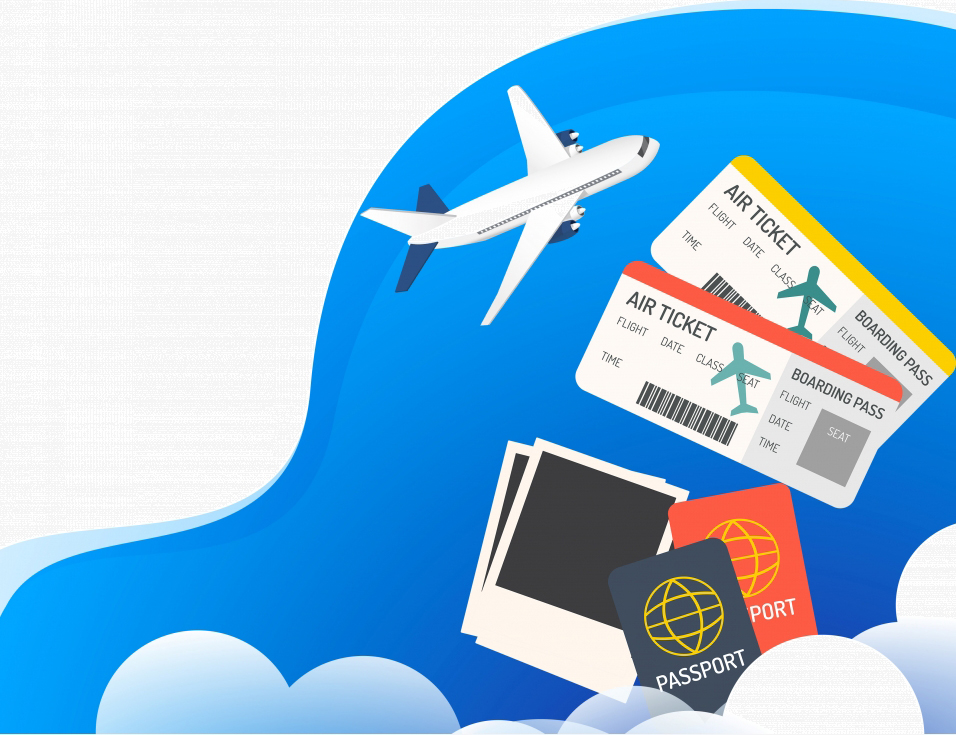 AIR TICKET
FLIGHT DATE CLASS SEAT
TIME
BOARDING PASS
FLIGHT
AIR TICKET
FLIGHT DATE CLASS SEAT
TIME
BOARDING PASS
FLIGHT
DATE
TIME
SEAT
PORT
PASSPORT